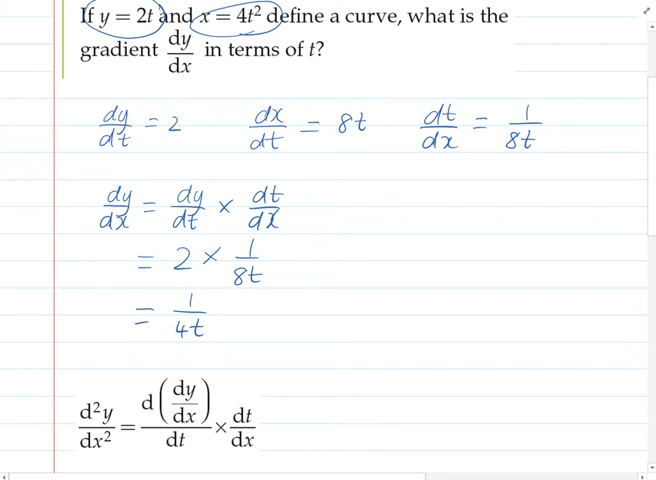 If y = 2t and x = 4t² define a curve, what is the
gradient dy/dx in terms of t?
dy/dt = 2    dx/dt = 8t    dt/dx = 1/8t
dy/dx = dy/dt × dt/dx
= 2 × 1/8t
= 1/4t
d²y/dx² = d(dy/dx)/dt × dt/dx